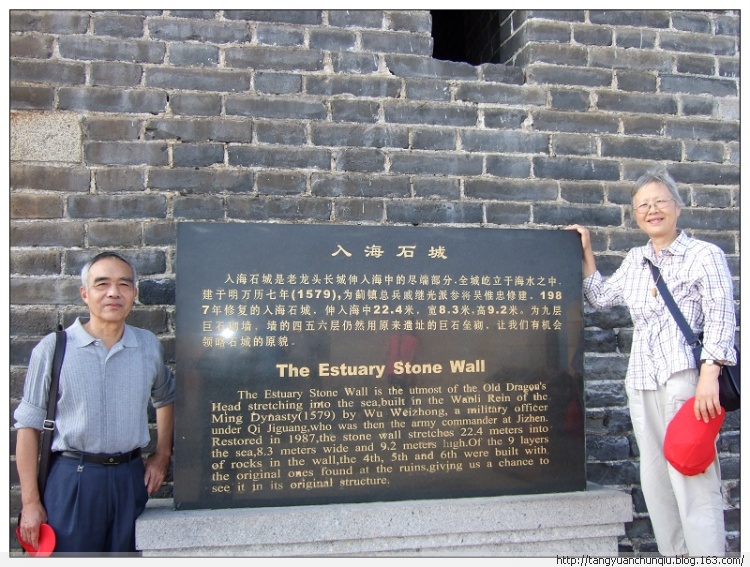 入海石城
入海石城是老龙头长城伸入海中的尽端部分、全城屹立于海水之中.
建于明万历七年(1579),为蓟镇总兵戚继光派参将吴惟忠修建. 198
7年修复的入海石城, 伸入海中22.4米, 宽8.3米,高9.2米, 为九层
巨石砌墙, 墙的四五六层仍然用原来遗址的巨石垒砌, 让我们有机会
领略石城的原貌.
The Estuary Stone Wall
The Estuary Stone Wall is the utmost of the Old Dragon's
Head stretching into the sea,built in the Wanli Rein of the
Ming Dynasty(1579) by Wu Weizhong, a military officer
under Qi Jiguang,who was then the army commander at Jizhen.
Restored in 1987,the stone wall stretches 22.4 meters into
the sea,8.3 meters wide and 9.2 meters high.Of the 9 layers
of rocks in the wall,the 4th, 5th and 6th were built with
the original ones found at the ruins,giving us a chance to
see it in its original structure.
http://tangyuanchunqiu.blog.163.com/